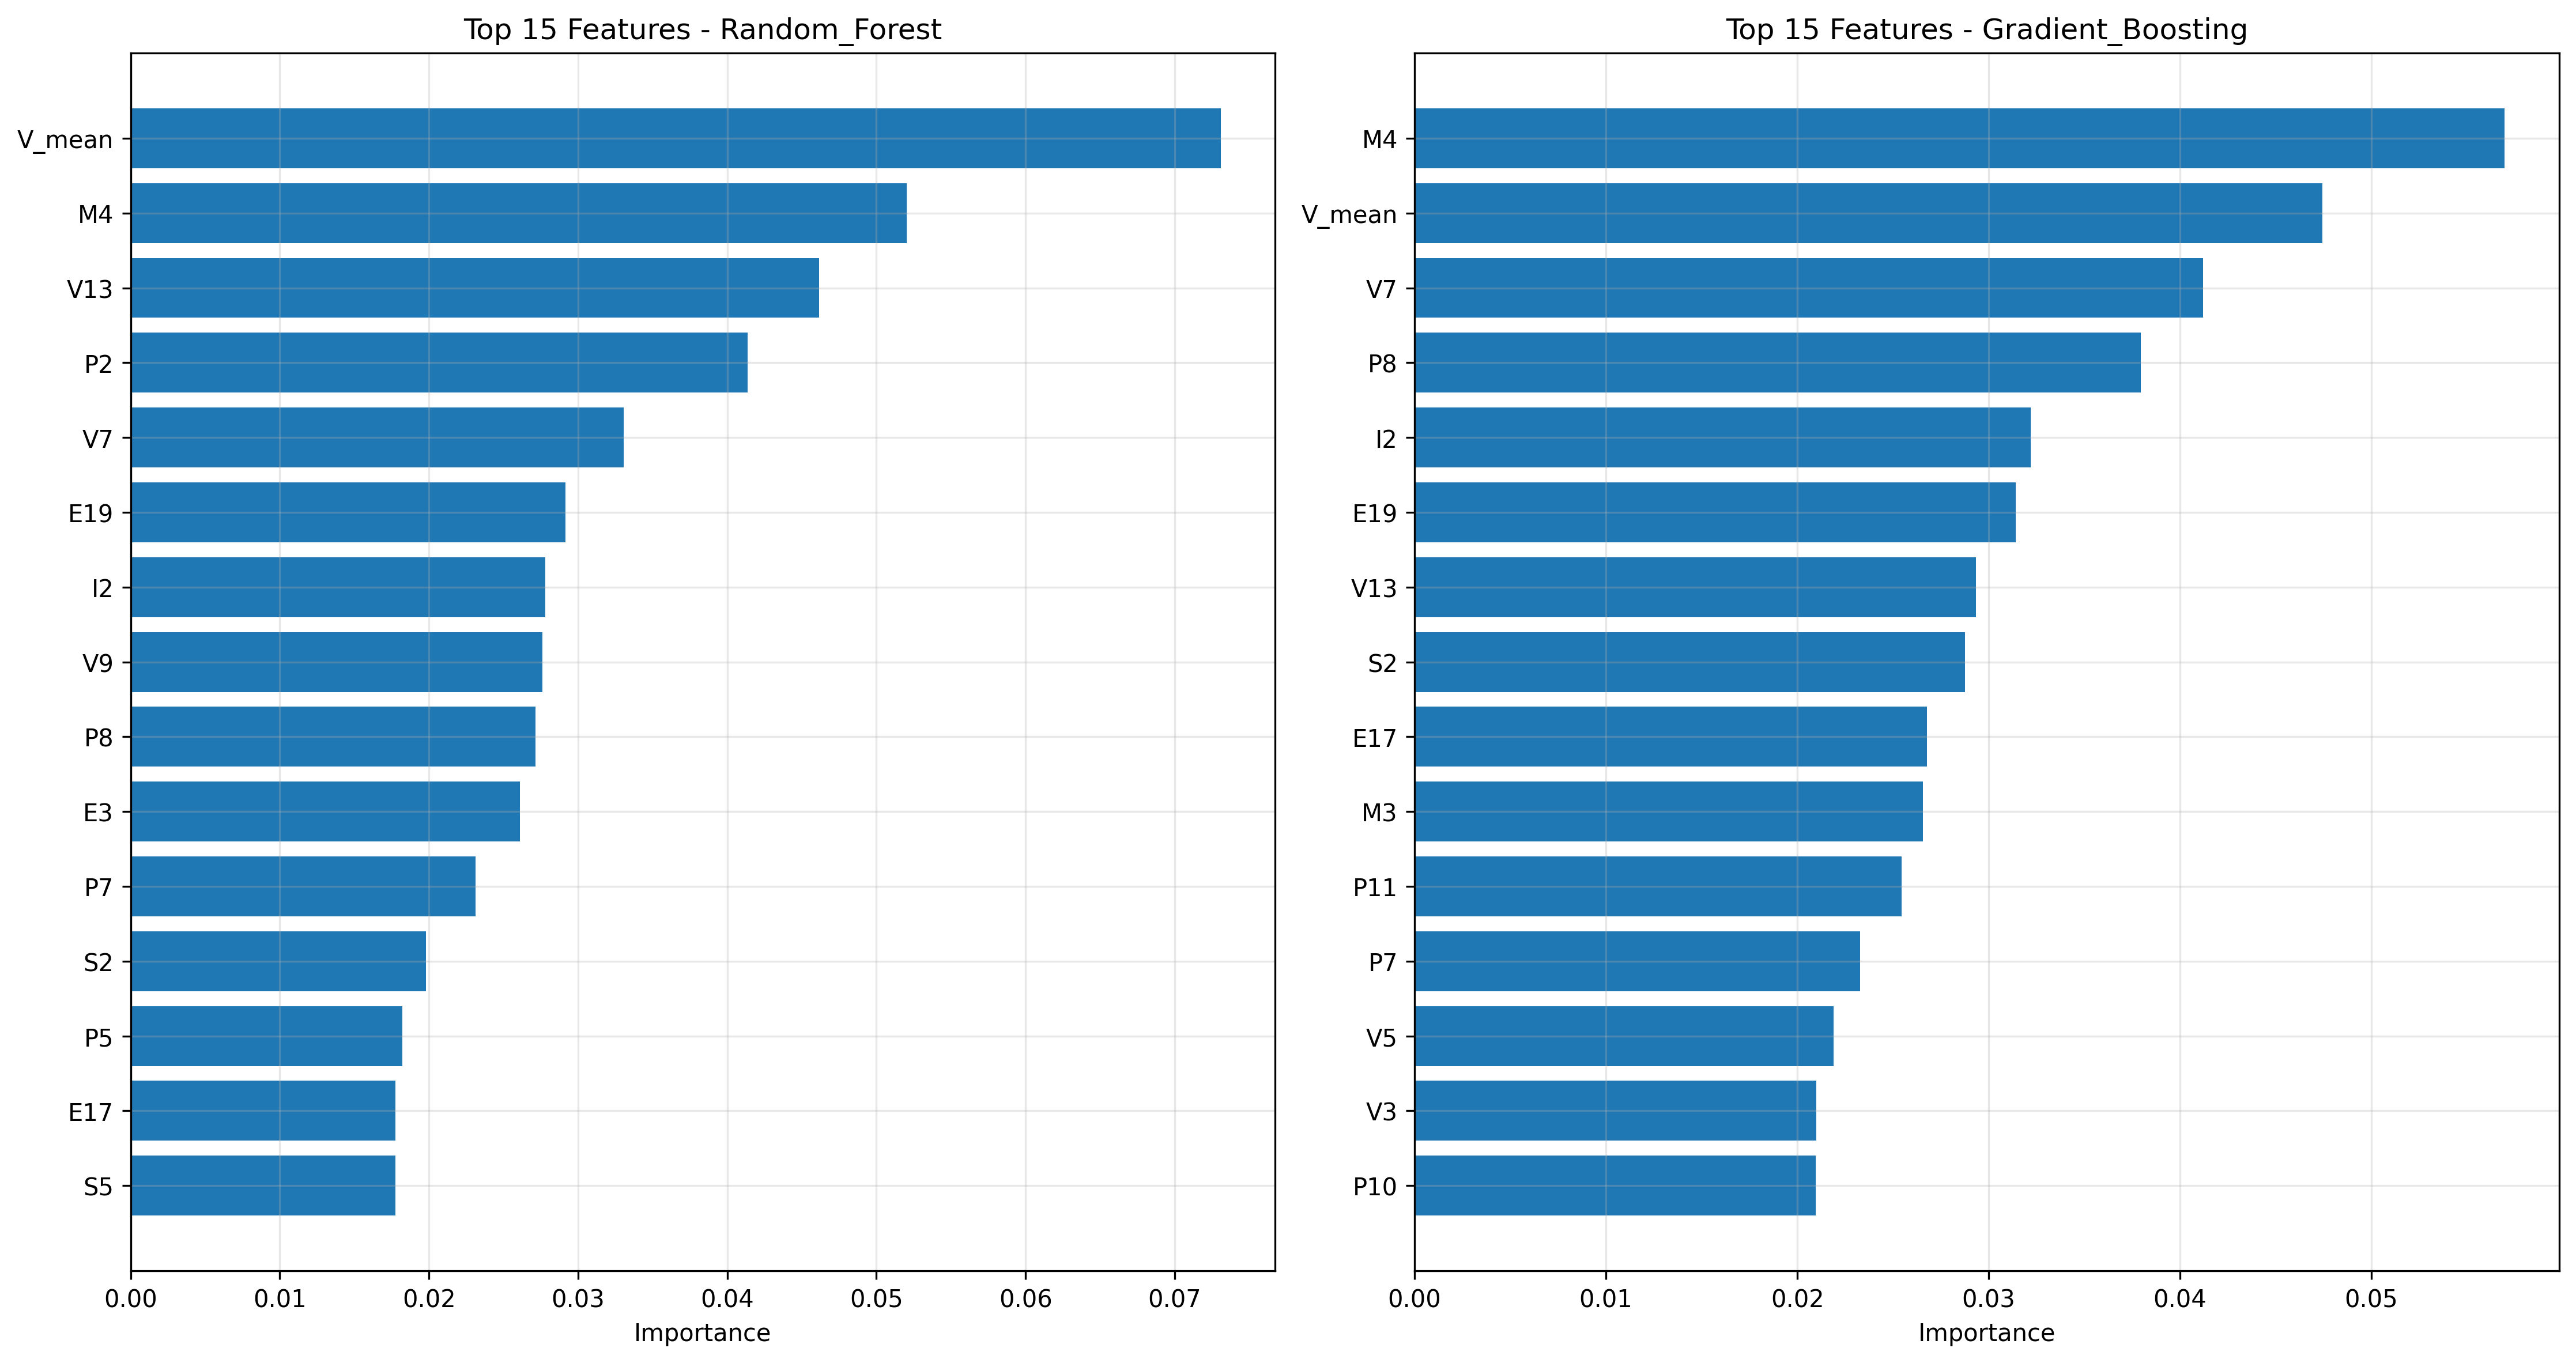 Top 15 Features - Random_Forest
V_mean
M4
V13
P2
V7
E19
I2
V9
P8
E3
P7
S2
P5
E17
S5
0.00 0.01 0.02 0.03 0.04 0.05 0.06 0.07
Importance
Top 15 Features - Gradient_Boosting
M4
V_mean
V7
P8
I2
E19
V13
S2
E17
M3
P11
P7
V5
V3
P10
0.00 0.01 0.02 0.03 0.04 0.05
Importance